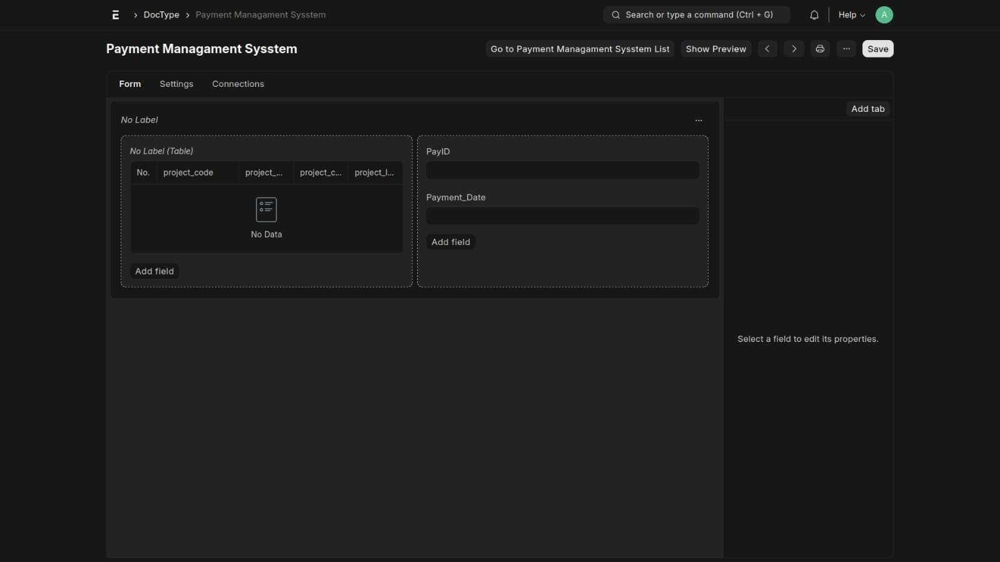 E
DocType
Payment Managament Sysstem
Search or type a command (Ctrl + G)
Help
A
Payment Managament Sysstem
Go to Payment Managament Sysstem List
Show Preview
...
Save
Form
Settings
Connections
Add tab
No Label
...
No Label (Table)
No.
project_code
project_...
project_c...
project_l...
No Data
Add field
PayID
Payment_Date
Add field
Select a field to edit its properties.